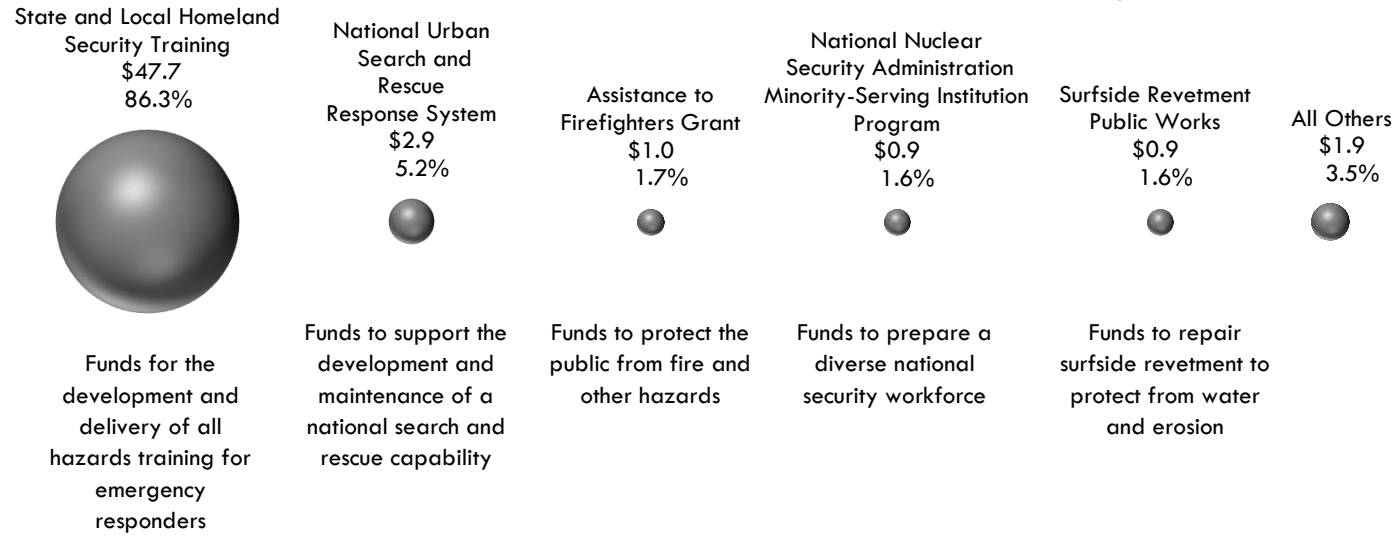 State and Local Homeland
Security Training
$47.7
86.3%
National Urban
Search and
Rescue
Response System
$2.9
5.2%
Assistance to
Firefighters Grant
$1.0
1.7%
National Nuclear
Security Administration
Minority-Serving Institution
Program
$0.9
1.6%
Surfside Revetment
Public Works
$0.9
1.6%
All Others
$1.9
3.5%
Funds for the
development and
delivery of all
hazards training for
emergency
responders
Funds to support the
development and
maintenance of a
national search and
rescue capability
Funds to protect the
public from fire and
other hazards
Funds to prepare a
diverse national
security workforce
Funds to repair
surfside revetment to
protect from water
and erosion